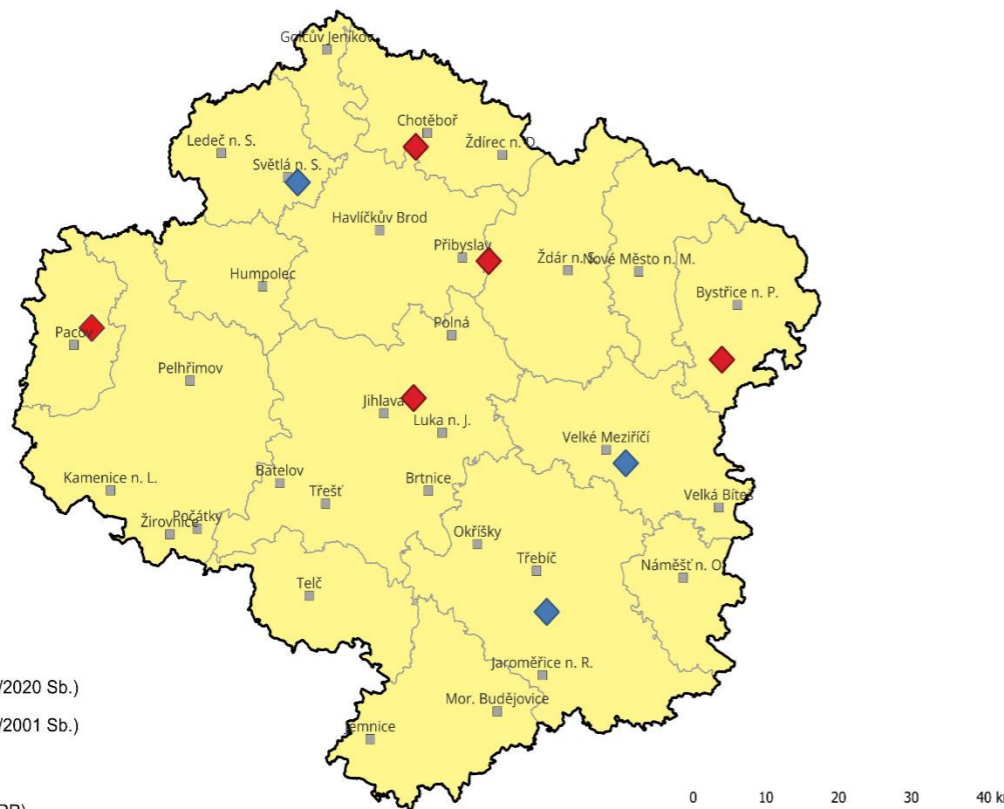 Golčův Jeníkov
Chotěboř
Ledeč n. S.
Ždírec n. D.
Světlá n. S.
Havlíčkův Brod
Přibyslav
Ždár n. S.
Nové Město n. M.
Humpolec
Bystřice n. P.
Polná
Pacov
Pelhřimov
Jihlava
Luka n. J.
Velké Meziříčí
Batelov
Kamenice n. L.
Třešť
Brtnice
Velká Bíteš
Počátky
Žirovnice
Okříšky
Třebíč
Náměšť n. O.
Telč
Jaroměřice n. R.
/2020 Sb.)
Mor. Budějovice
/2001 Sb.)
Jemnice
0 10 20 30 40